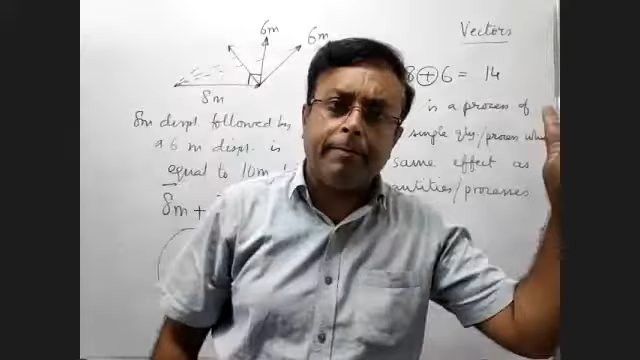 Vectors
6m
6m
8 + 6 = 14
8m
8m displ. followed by
a 6 m displ. is
equal to 10m
8m +
is a process of
single qty/process
same effect as
quantities/processes